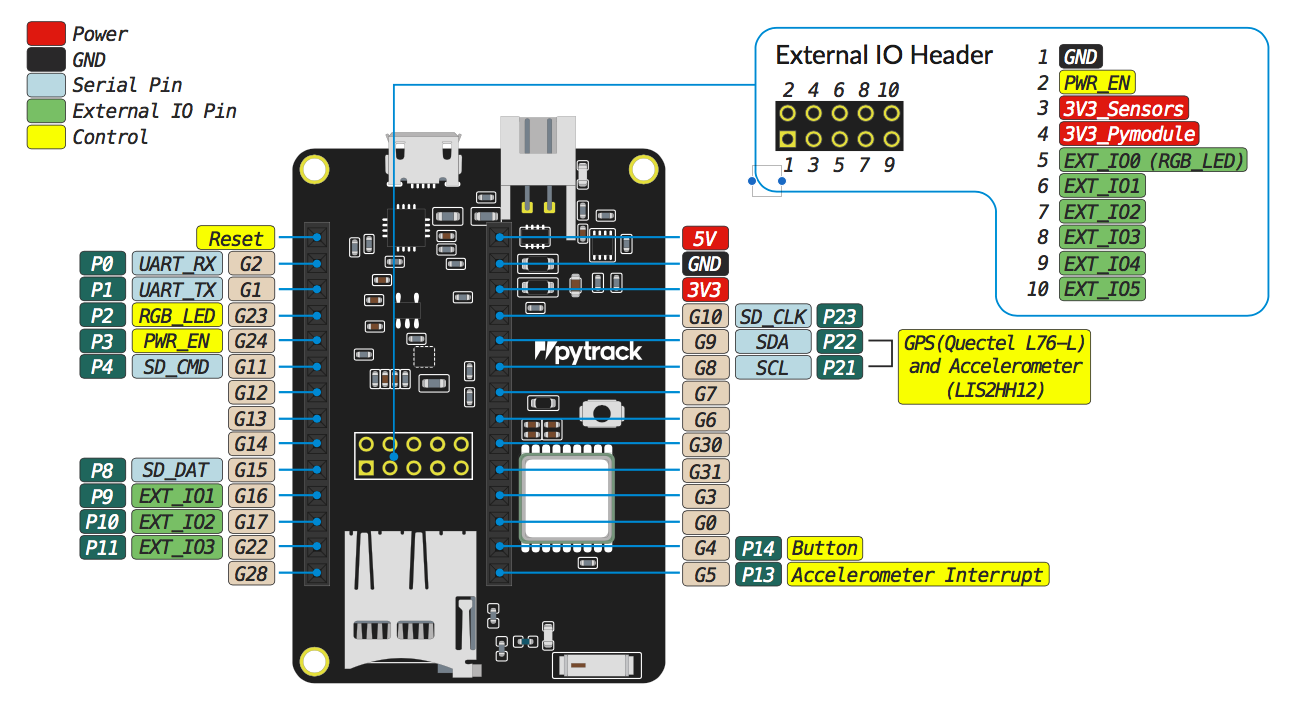 Power
GND
Serial Pin
External IO Pin
Control
External IO Header
2 4 6 8 10
1 3 5 7 9
1 GND
2 PWR_EN
3 3V3_Sensors
4 3V3_Pymodule
5 EXT_IO0 (RGB_LED)
6 EXT_IO1
7 EXT_IO2
8 EXT_IO3
9 EXT_IO4
10 EXT_IO5
Reset
P0 UART_RX G2
P1 UART_TX G1
P2 RGB_LED G23
P3 PWR_EN G24
P4 SD_CMD G11
G12
G13
G14
P8 SD_DAT G15
P9 EXT_IO1 G16
P10 EXT_IO2 G17
P11 EXT_IO3 G22
G28
pytrack
5V
GND
3V3
G10 SD_CLK P23
G9 SDA P22
G8 SCL P21
G7
G6
G30
G31
G3
G0
G4 P14 Button
G5 P13 Accelerometer Interrupt
GPS(Quectel L76-L)
and Accelerometer
(LIS2HH12)